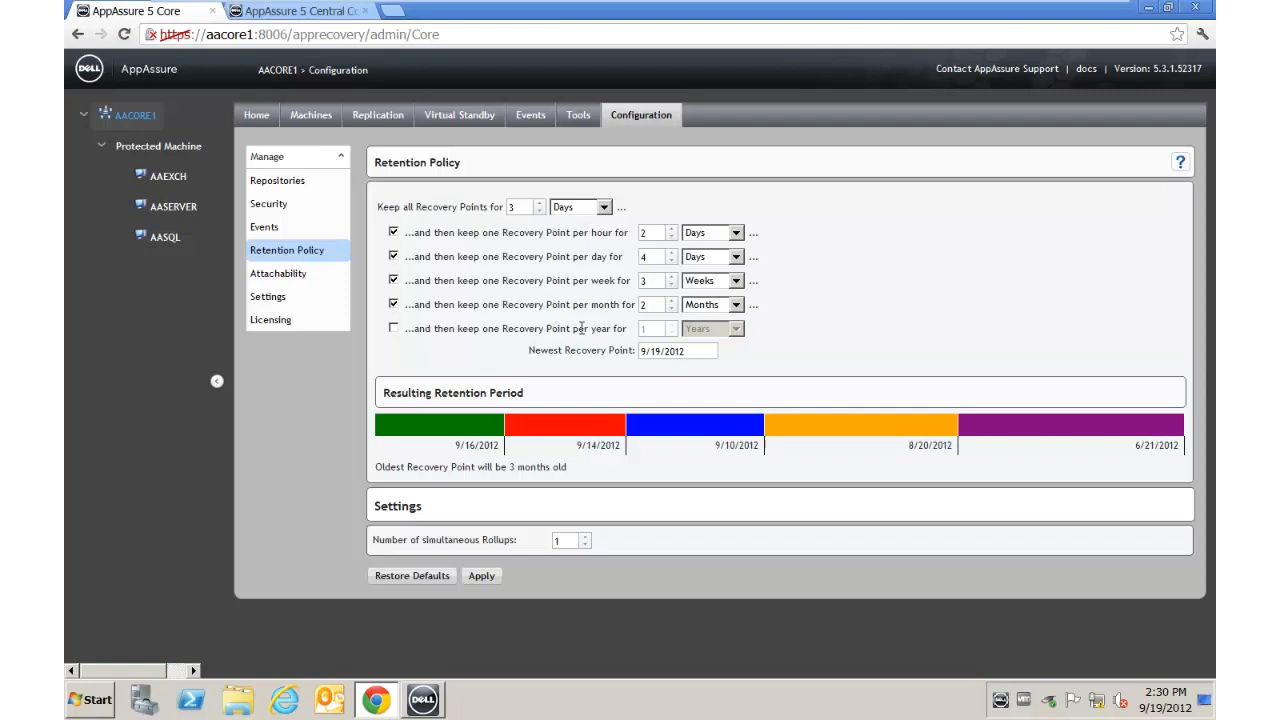 AppAssure 5 Core × AppAssure 5 Central Co ×
https://aacore1:8006/apprecovery/admin/Core
DELL AppAssure AACORE1 > Configuration Contact AppAssure Support | docs | Version: 5.3.1.52317
AACORE1
Protected Machine
AAEXCH
AASERVER
AASQL
Home Machines Replication Virtual Standby Events Tools Configuration
Manage
Repositories
Security
Events
Retention Policy
Attachability
Settings
Licensing
Retention Policy ?
Keep all Recovery Points for 3 Days ...
...and then keep one Recovery Point per hour for 2 Days ...
...and then keep one Recovery Point per day for 4 Days ...
...and then keep one Recovery Point per week for 3 Weeks ...
...and then keep one Recovery Point per month for 2 Months ...
...and then keep one Recovery Point per year for 1 Years
Newest Recovery Point: 9/19/2012
Resulting Retention Period
9/16/2012 9/14/2012 9/10/2012 8/20/2012 6/21/2012
Oldest Recovery Point will be 3 months old
Settings
Number of simultaneous Rollups: 1
Restore Defaults Apply
Start DELL 2:30 PM
9/19/2012